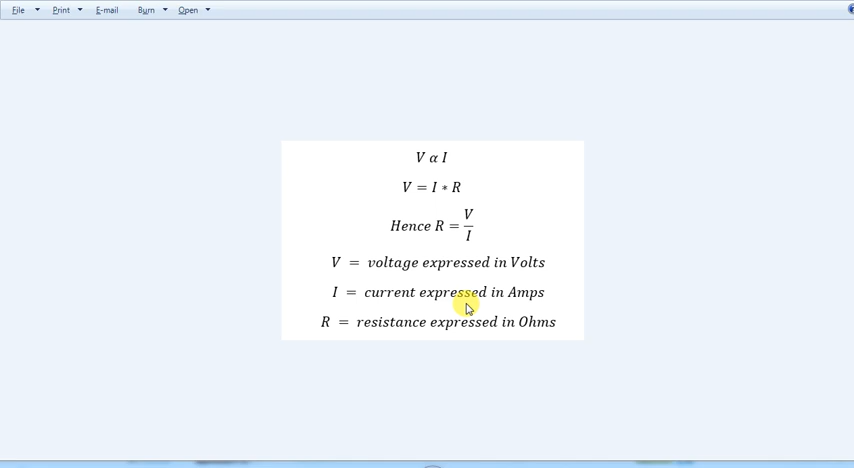 File Print E-mail Burn Open
V α I
V = I * R
Hence R = V/I
V = voltage expressed in Volts
I = current expressed in Amps
R = resistance expressed in Ohms